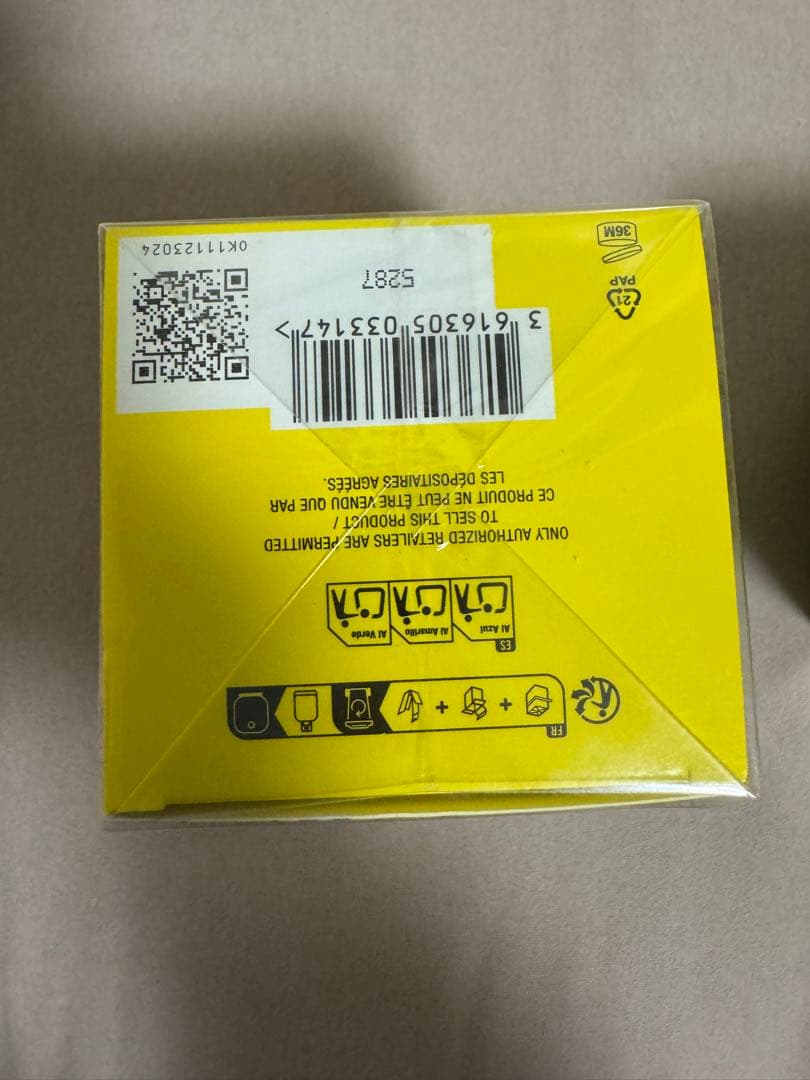 FR
ES
Al Azul Al Amarillo Al Verde
ONLY AUTHORIZED RETAILERS ARE PERMITTED
TO SELL THIS PRODUCT /
CE PRODUIT NE PEUT ÊTRE VENDU QUE PAR
LES DÉPOSITAIRES AGRÉÉS.
21
PAP
36M
3 616305 033147 >
5287
0K11123024